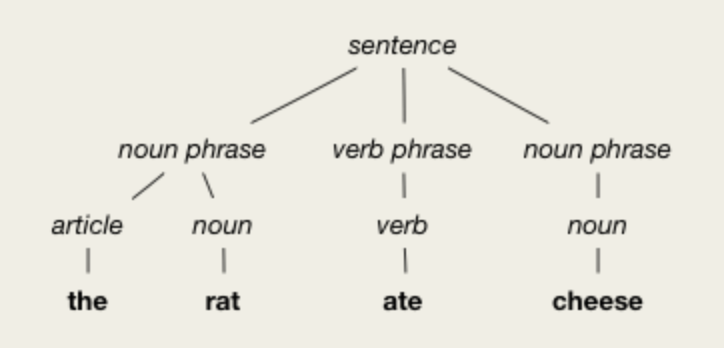 sentence
noun phrase verb phrase noun phrase
article noun verb noun
the rat ate cheese